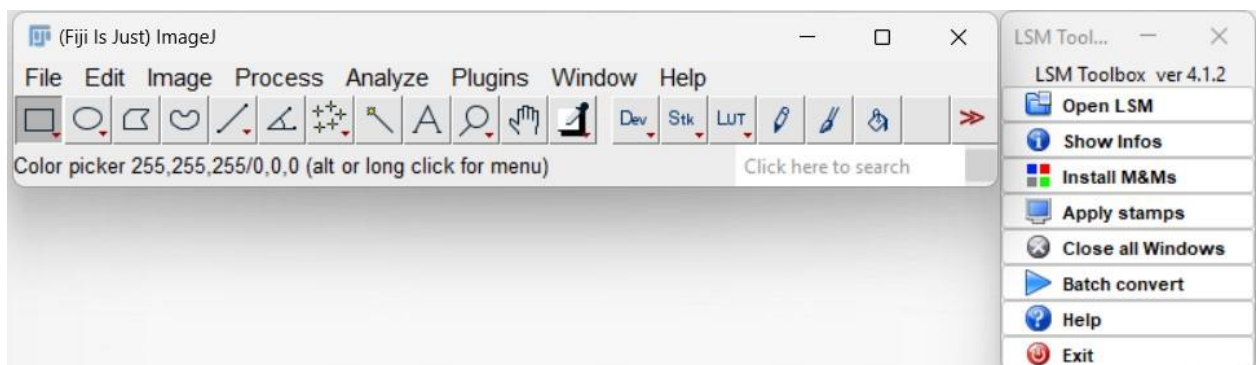 (Fiji Is Just) ImageJ
File Edit Image Process Analyze Plugins Window Help
A Dev Stk LUT >>
Color picker 255,255,255/0,0,0 (alt or long click for menu) Click here to search
LSM Tool...
LSM Toolbox ver 4.1.2
Open LSM
Show Infos
Install M&Ms
Apply stamps
Close all Windows
Batch convert
Help
Exit